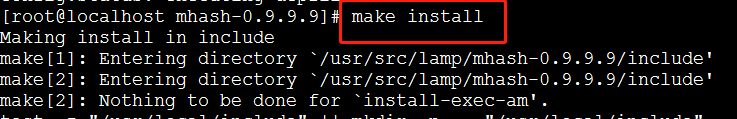 [root@localhost mhash-0.9.9.9]# make install
Making install in include
make[1]: Entering directory `/usr/src/lamp/mhash-0.9.9.9/include'
make[2]: Entering directory `/usr/src/lamp/mhash-0.9.9.9/include'
make[2]: Nothing to be done for `install-exec-am'.